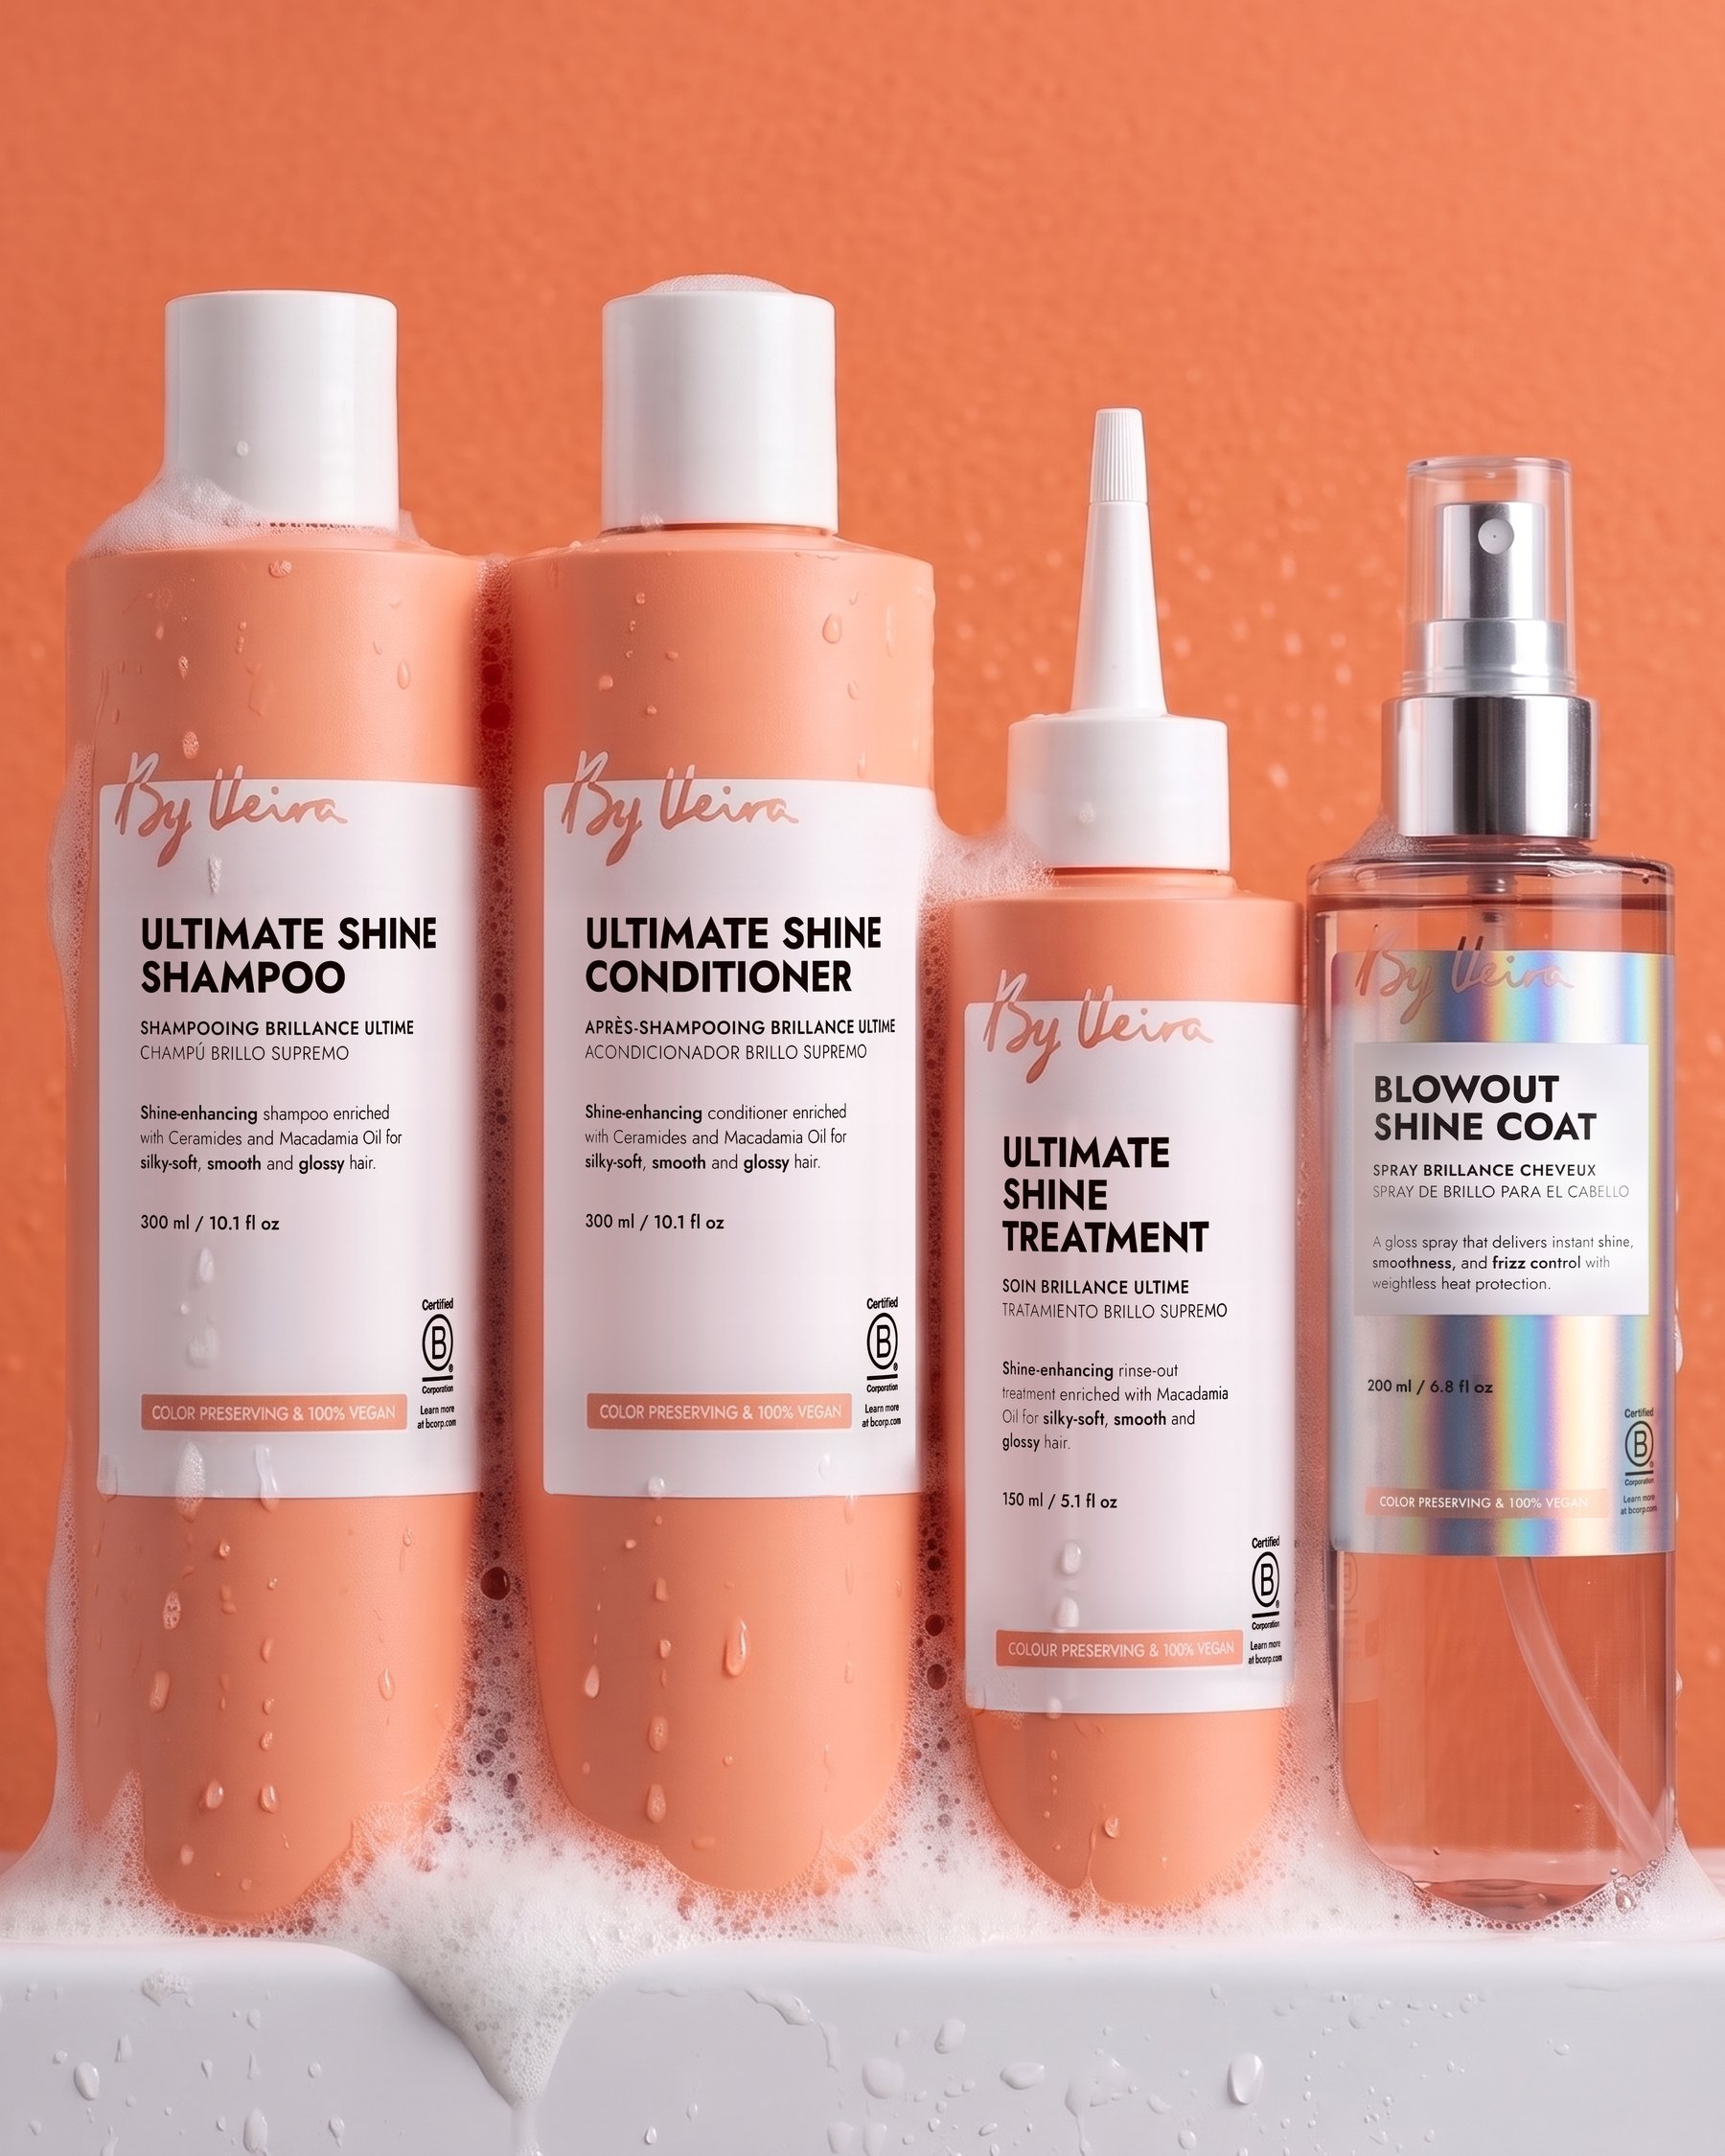 By Veira
ULTIMATE SHINE
SHAMPOO
SHAMPOOING BRILLANCE ULTIME
CHAMPÚ BRILLO SUPREMO
Shine-enhancing shampoo enriched
with Ceramides and Macadamia Oil for
silky-soft, smooth and glossy hair.
300 ml / 10.1 fl oz
Certified
B
®
Corporation
COLOR PRESERVING & 100% VEGAN
Learn more
at bcorp.com
By Veira
ULTIMATE SHINE
CONDITIONER
APRÈS-SHAMPOOING BRILLANCE ULTIME
ACONDICIONADOR BRILLO SUPREMO
Shine-enhancing conditioner enriched
with Ceramides and Macadamia Oil for
silky-soft, smooth and glossy hair.
300 ml / 10.1 fl oz
Certified
B
®
Corporation
COLOR PRESERVING & 100% VEGAN
Learn more
at bcorp.com
By Veira
ULTIMATE
SHINE
TREATMENT
SOIN BRILLANCE ULTIME
TRATAMIENTO BRILLO SUPREMO
Shine-enhancing rinse-out
treatment enriched with Macadamia
Oil for silky-soft, smooth and
glossy hair.
150 ml / 5.1 fl oz
Certified
B
®
Corporation
COLOUR PRESERVING & 100% VEGAN
Learn more
at bcorp.com
By Veira
BLOWOUT
SHINE COAT
SPRAY BRILLANCE CHEVEUX
SPRAY DE BRILLO PARA EL CABELLO
A gloss spray that delivers instant shine,
smoothness, and frizz control with
weightless heat protection.
200 ml / 6.8 fl oz
Certified
B
®
Corporation
COLOR PRESERVING & 100% VEGAN
Learn more
at bcorp.com